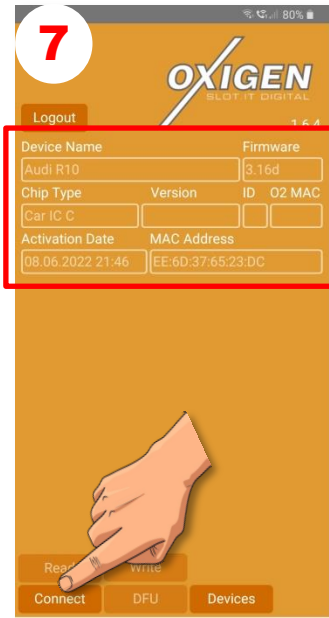 80%
7
OXIGEN
SLOT IT DIGITAL
Logout
1.6.4
Device Name Firmware
Audi R10 3.16d
Chip Type Version ID O2 MAC
Car IC C
Activation Date MAC Address
08.06.2022 21:46 EE:6D:37:65:23:DC
Read Write
Connect DFU Devices